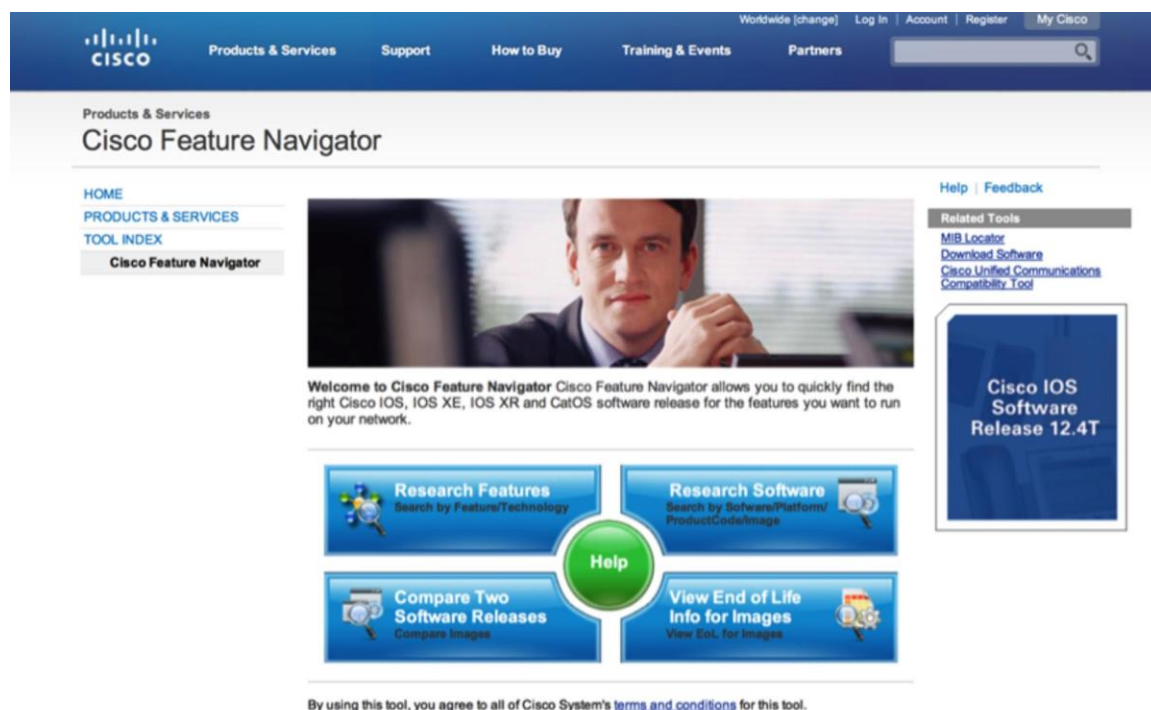 Worldwide [change] Log In | Account | Register My Cisco
CISCO
Products & Services Support How to Buy Training & Events Partners
Products & Services
Cisco Feature Navigator
HOME
PRODUCTS & SERVICES
TOOL INDEX
Cisco Feature Navigator
Welcome to Cisco Feature Navigator Cisco Feature Navigator allows you to quickly find the
right Cisco IOS, IOS XE, IOS XR and CatOS software release for the features you want to run
on your network.
Research Features
Search by Feature/Technology
Research Software
Search by Sofware/Platform/
ProductCode/Image
Help
Compare Two
Software Releases
Compare Images
View End of Life
Info for Images
View EoL for Images
By using this tool, you agree to all of Cisco System's terms and conditions for this tool.
Help | Feedback
Related Tools
MIB Locator
Download Software
Cisco Unified Communications
Compatibility Tool
Cisco IOS
Software
Release 12.4T